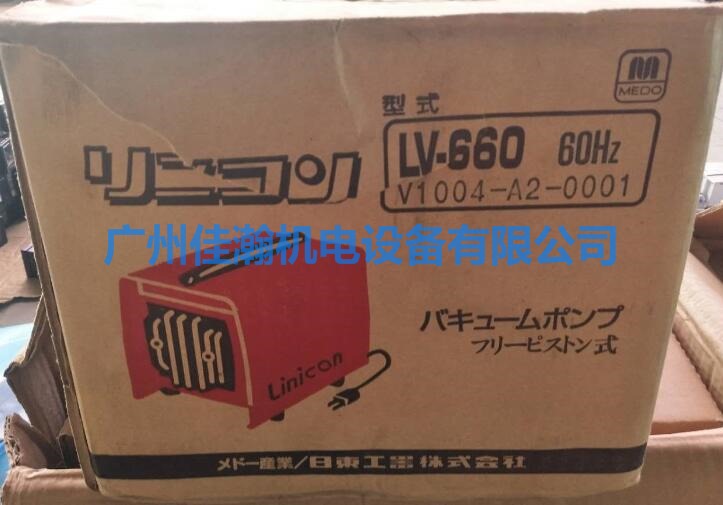 MEDO
型式
LV-660 60Hz
V1004-A2-0001
リニコン
广州佳瀚机电设备有限公司
バキュームポンプ
フリーピストン式
Linicon
メドー産業/日東工器株式会社